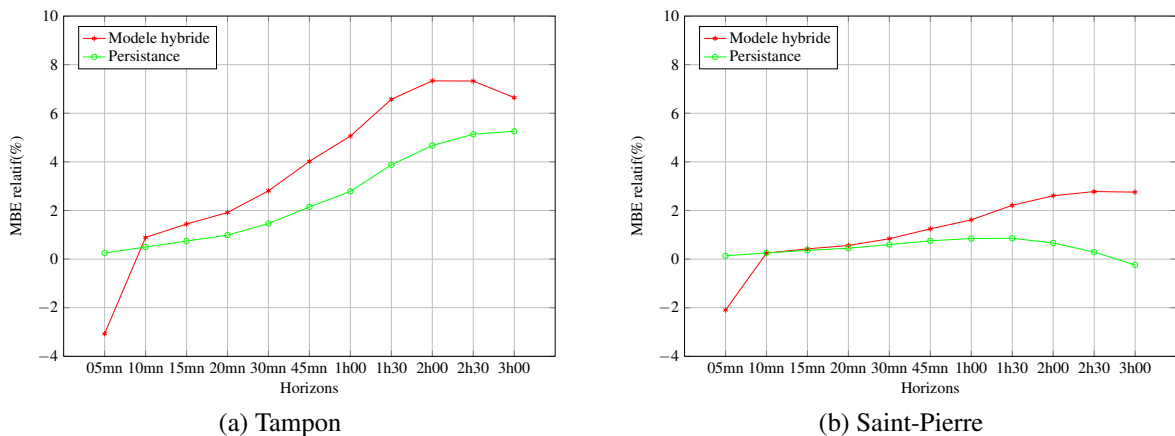 10
8
6
4
2
0
−2
−4
MBE relatif(%)
Modele hybride
Persistance
05mn 10mn 15mn 20mn 30mn 45mn 1h00 1h30 2h00 2h30 3h00
Horizons
(a) Tampon
10
8
6
4
2
0
−2
−4
MBE relatif(%)
Modele hybride
Persistance
05mn 10mn 15mn 20mn 30mn 45mn 1h00 1h30 2h00 2h30 3h00
Horizons
(b) Saint-Pierre